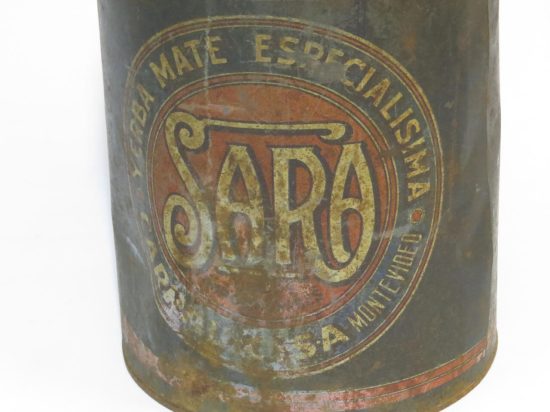 YERBA MATE ESPECIALISIMA
SARA
S.A
MONTEVIDEO